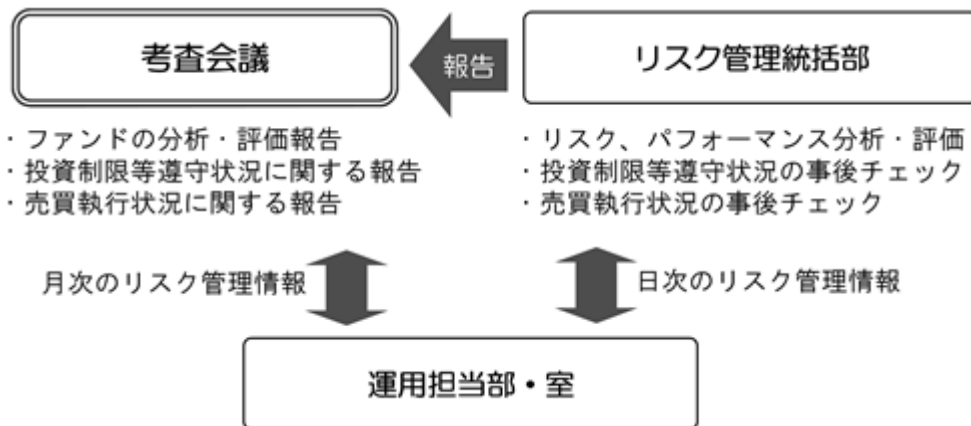 考査会議
報告
リスク管理統括部
・ファンドの分析・評価報告
・投資制限等遵守状況に関する報告
・売買執行状況に関する報告
・リスク、パフォーマンス分析・評価
・投資制限等遵守状況の事後チェック
・売買執行状況の事後チェック
月次のリスク管理情報
日次のリスク管理情報
運用担当部・室